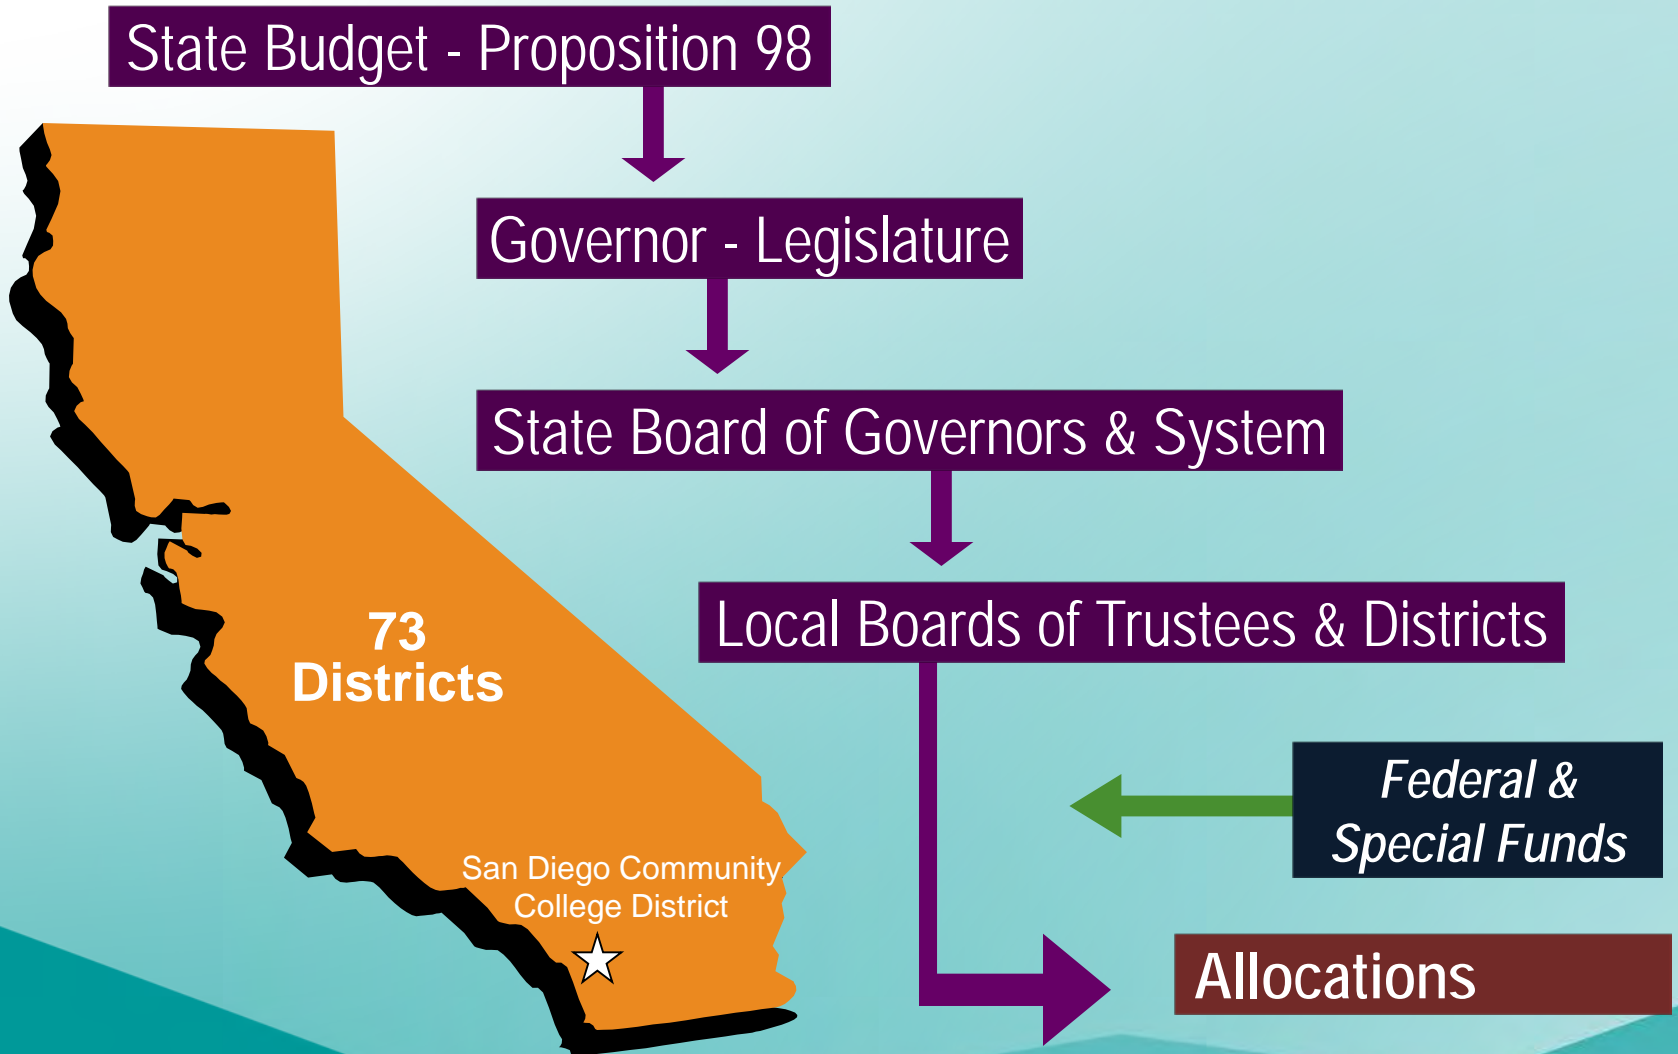 State Budget - Proposition 98
Governor - Legislature
State Board of Governors & System
Local Boards of Trustees & Districts
73
Districts
Federal &
Special Funds
San Diego Community
College District
Allocations